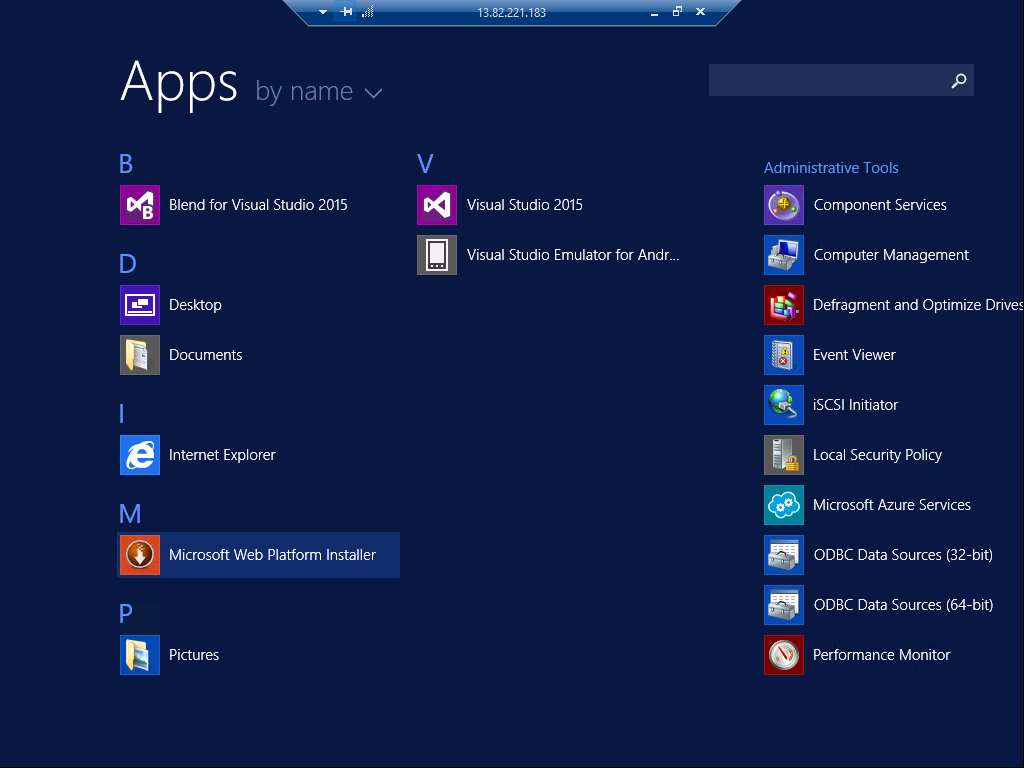 13.82.221.183
Apps by name
B
Blend for Visual Studio 2015
D
Desktop
Documents
I
Internet Explorer
M
Microsoft Web Platform Installer
P
Pictures
V
Visual Studio 2015
Visual Studio Emulator for Andr...
Administrative Tools
Component Services
Computer Management
Defragment and Optimize Drives
Event Viewer
iSCSI Initiator
Local Security Policy
Microsoft Azure Services
ODBC Data Sources (32-bit)
ODBC Data Sources (64-bit)
Performance Monitor